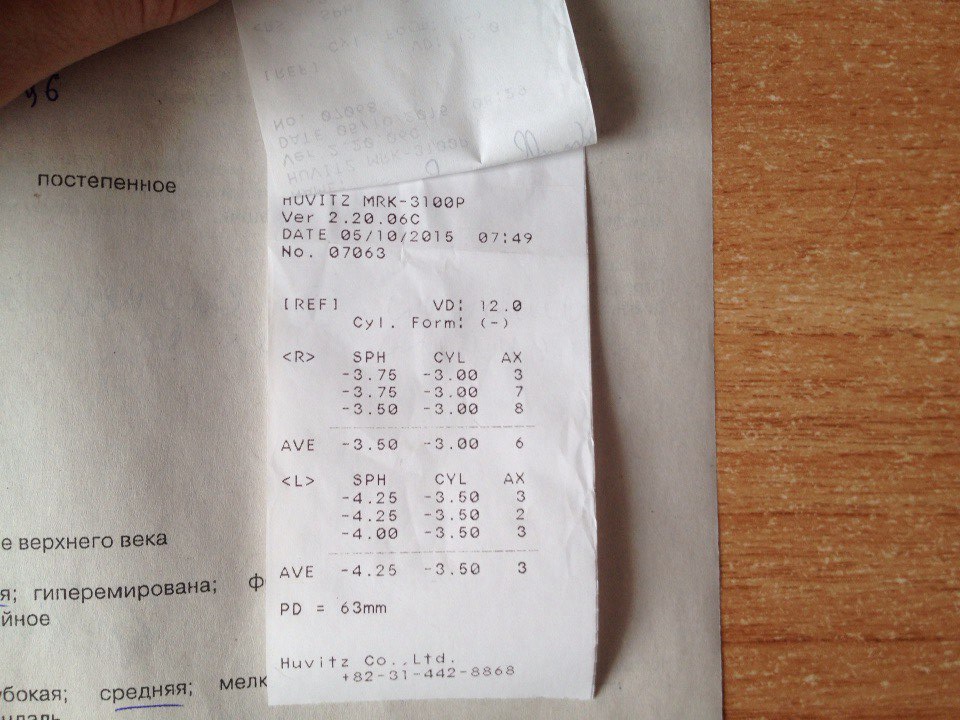 96
постепенное
HUVITZ MRK-3100P
Ver 2.20.06C
DATE 05/10/2015 07:49
No. 07063
[REF] VD: 12.0
Cyl. Form: (-)
<R> SPH CYL AX
-3.75 -3.00 3
-3.75 -3.00 7
-3.50 -3.00 8
AVE -3.50 -3.00 6
<L> SPH CYL AX
-4.25 -3.50 3
-4.25 -3.50 2
-4.00 -3.50 3
AVE -4.25 -3.50 3
PD = 63mm
Huvitz Co.,Ltd.
+82-31-442-8868
е верхнего века
я; гиперемирована; ф
йное
убокая; средняя; мелк